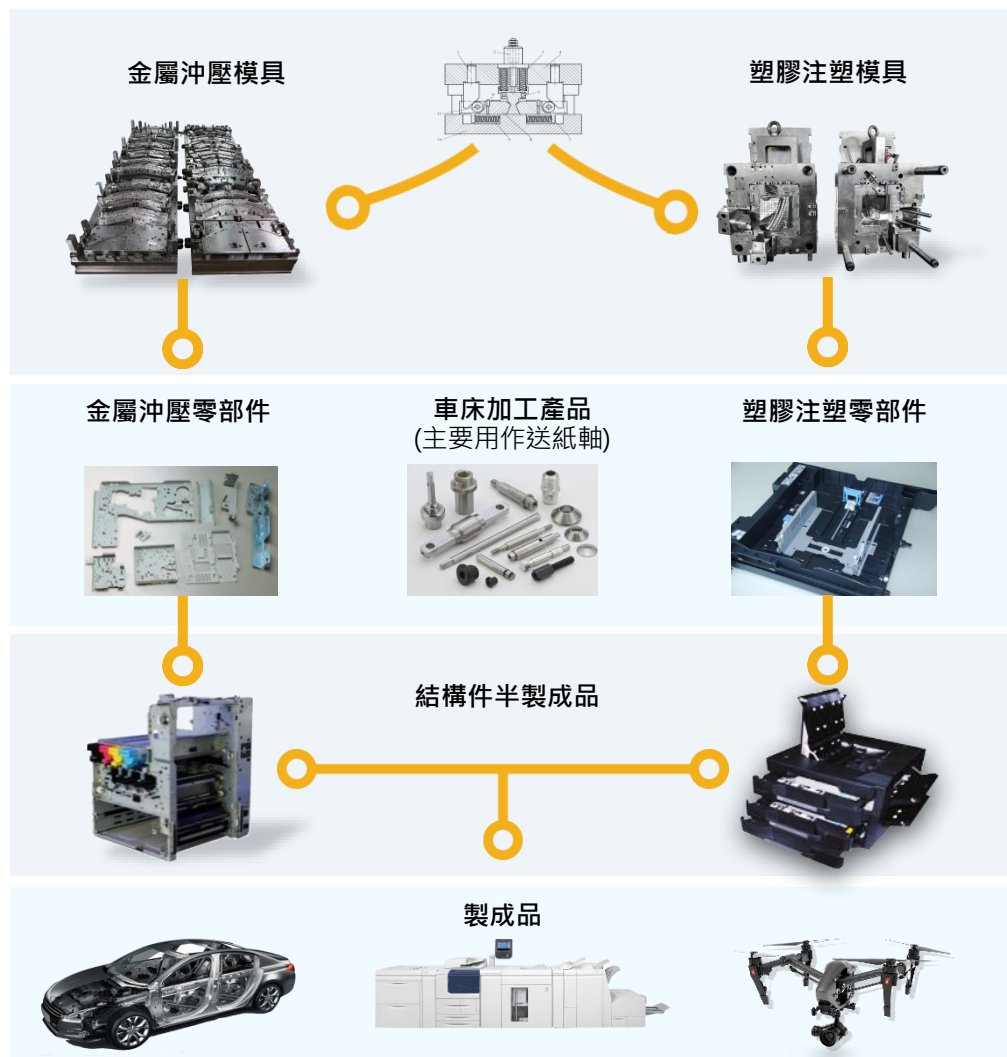 金屬沖壓模具
塑膠注塑模具
金屬沖壓零部件
車床加工產品
(主要用作送紙軸)
塑膠注塑零部件
結構件半製成品
製成品